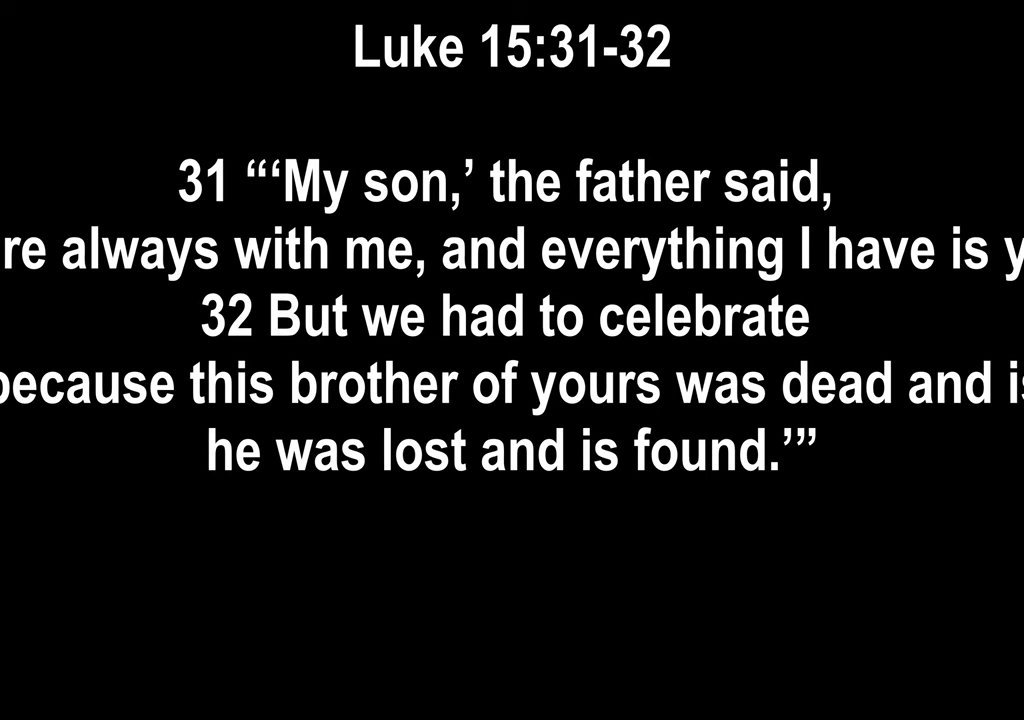 Luke 15:31-32
31 “‘My son,’ the father said,
re always with me, and everything I have is y
32 But we had to celebrate
because this brother of yours was dead and is
he was lost and is found.’”